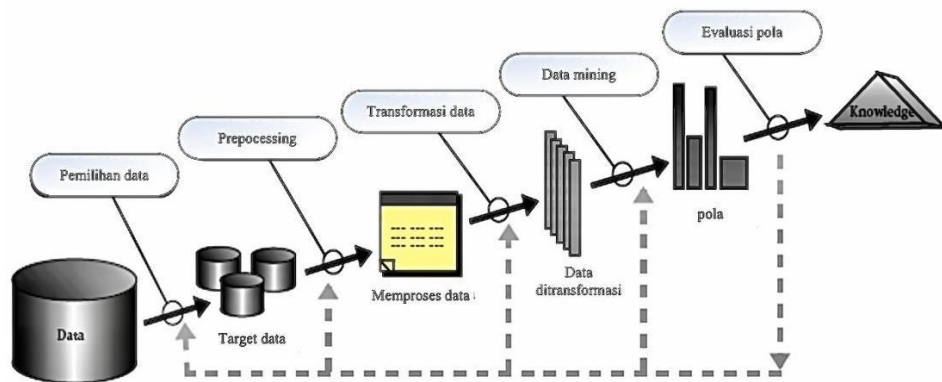 Evaluasi pola
Data mining
Knowledge
Transformasi data
Prepocessing
Pemilihan data
pola
Data
ditransformasi
Memproses data
Target data
Data